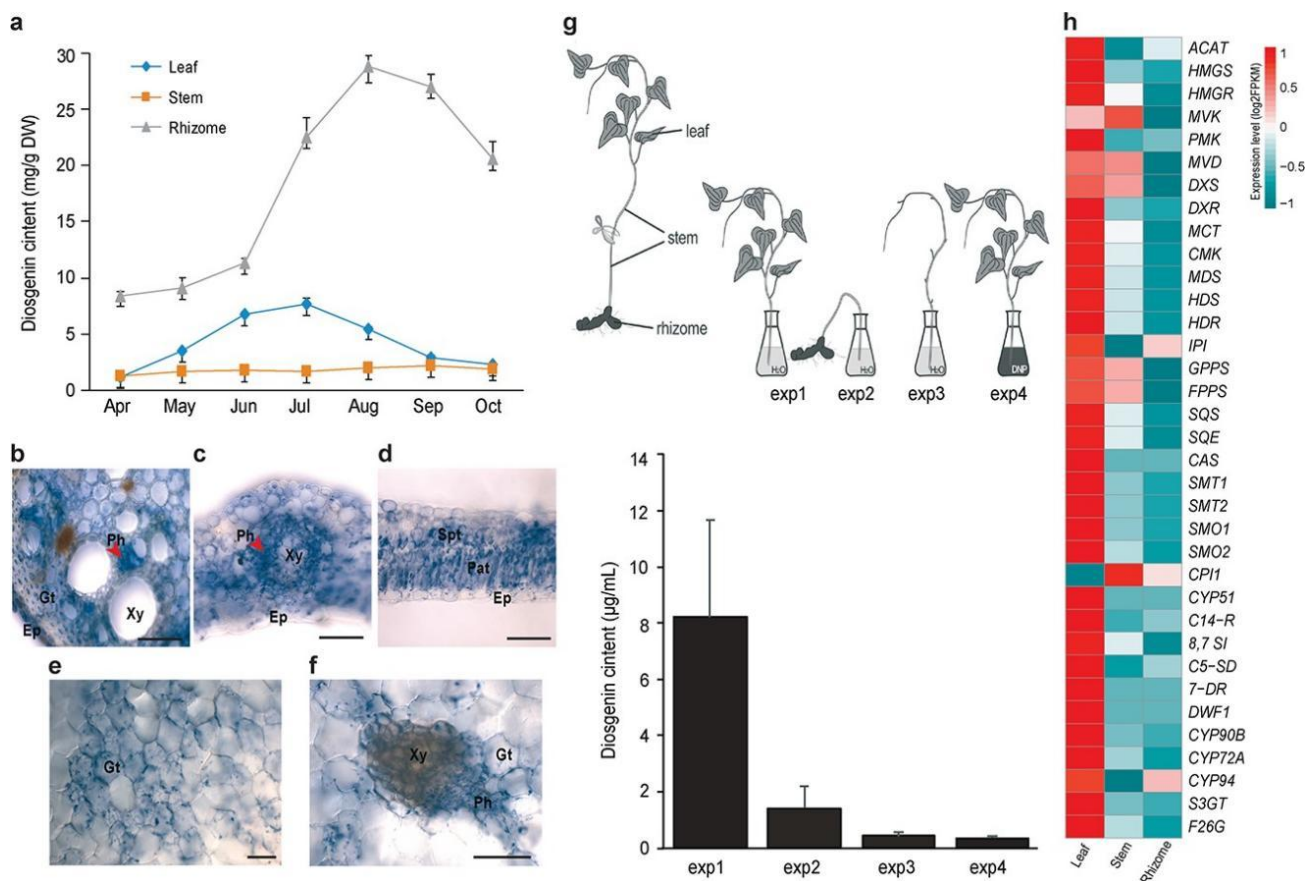 a
Diosgenin cintent (mg/g DW)
30
25
20
15
10
5
0
Leaf
Stem
Rhizome
Apr May Jun Jul Aug Sep Oct
b
Ph
Gt
Xy
Ep
c
Ph
Xy
Ep
d
Spt
Pat
Ep
e
Gt
f
Xy
Gt
Ph
g
leaf
stem
rhizome
H₂O
H₂O
H₂O
DNP
exp1 exp2 exp3 exp4
Diosgenin cintent (μg/mL)
14
12
10
8
6
4
2
0
exp1 exp2 exp3 exp4
h
ACAT
HMGS
HMGR
MVK
PMK
MVD
DXS
DXR
MCT
CMK
MDS
HDS
HDR
IPI
GPPS
FPPS
SQS
SQE
CAS
SMT1
SMT2
SMO1
SMO2
CPI1
CYP51
C14−R
8,7 SI
C5−SD
7−DR
DWF1
CYP90B
CYP72A
CYP94
S3GT
F26G
Leaf Stem Rhizome
Expression level (log2FPKM)
1
0.5
0
−0.5
−1